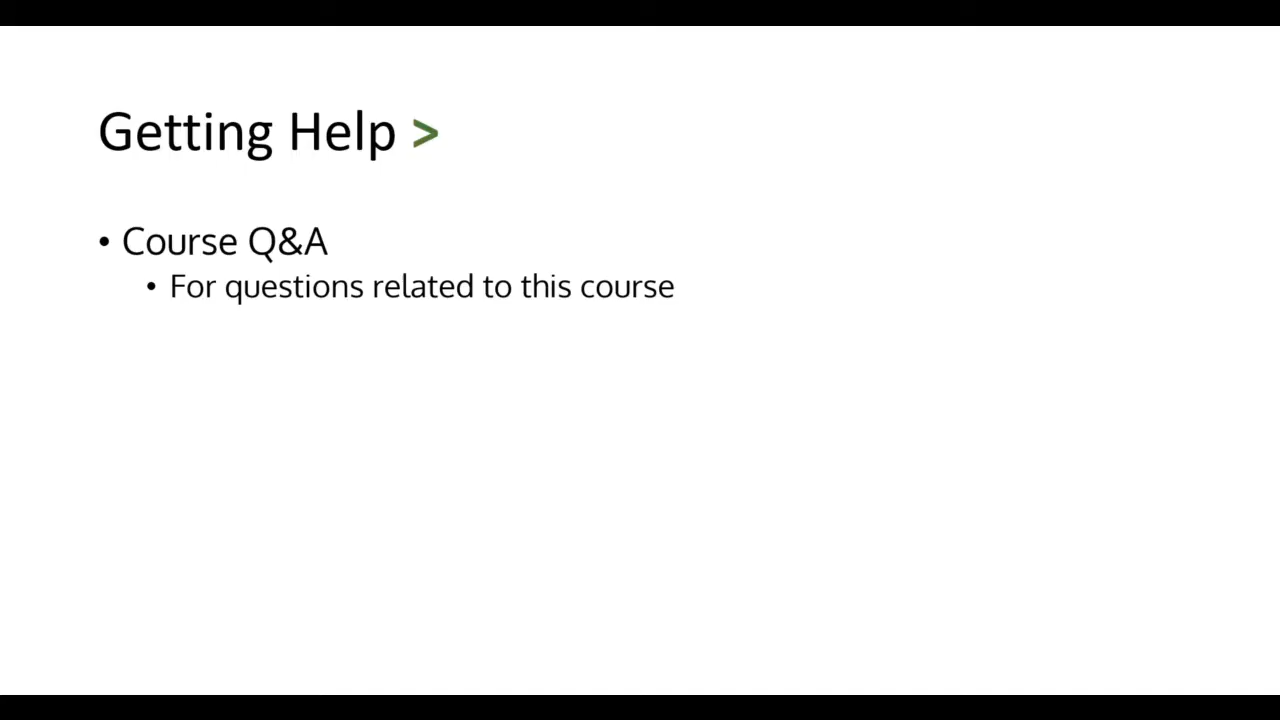 Getting Help >
• Course Q&A
• For questions related to this course